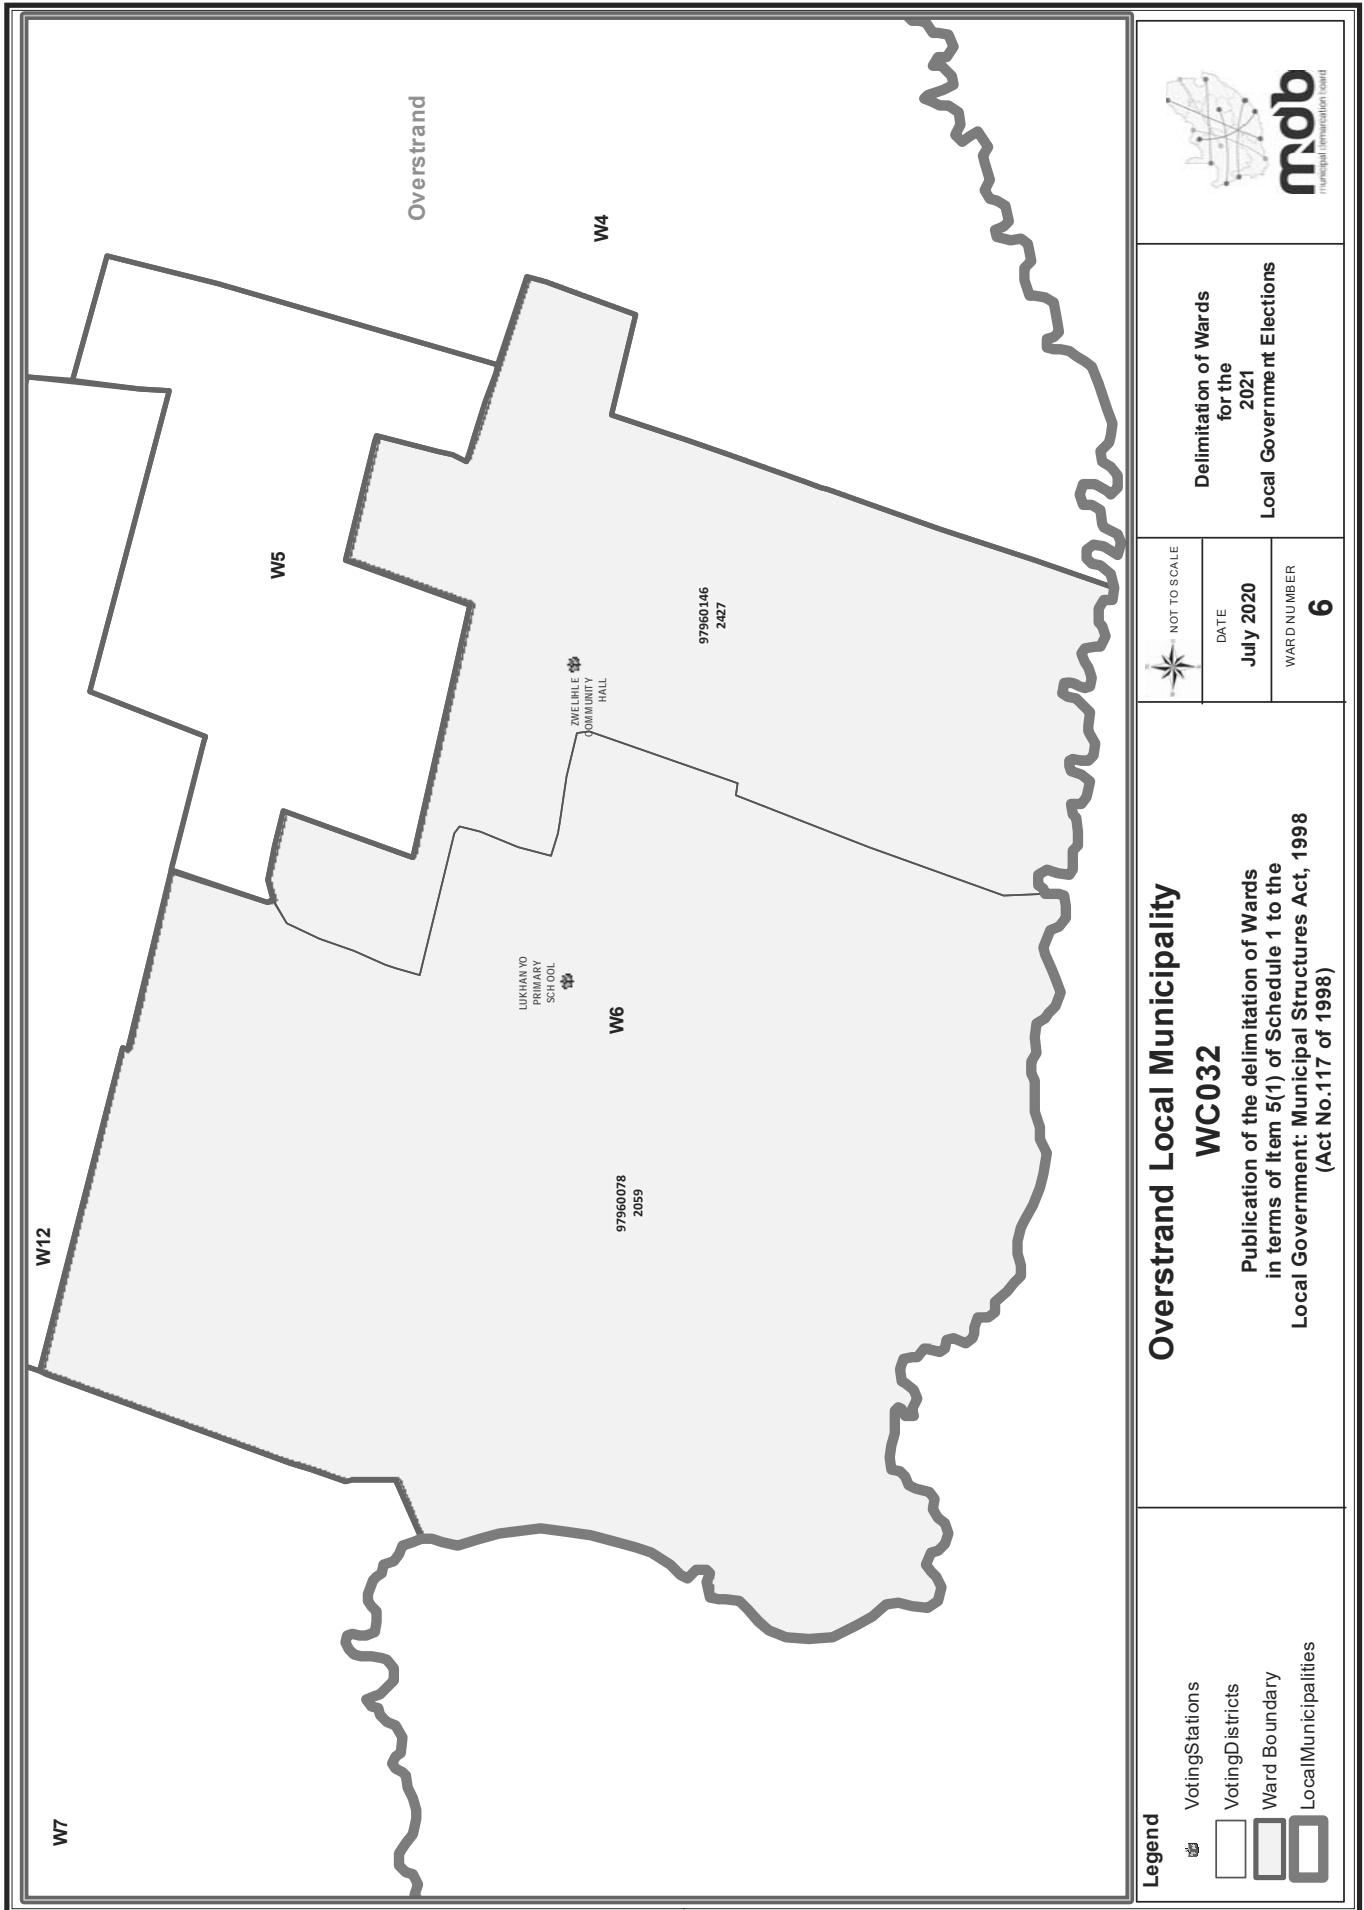 W7
W12
W5
Overstrand
W4
LUKHANYO
PRIMARY
SCHOOL
ZWELIHLE
COMMUNITY
HALL
W6
97960078
2059
97960146
2427
Legend
VotingStations
VotingDistricts
Ward Boundary
LocalMunicipalities
Overstrand Local Municipality
WC032
Publication of the delimitation of Wards
in terms of Item 5(1) of Schedule 1 to the
Local Government: Municipal Structures Act, 1998
(Act No.117 of 1998)
NOT TO SCALE
DATE
July 2020
WARD NUMBER
6
Delimitation of Wards
for the
2021
Local Government Elections
mdb
municipal demarcation board